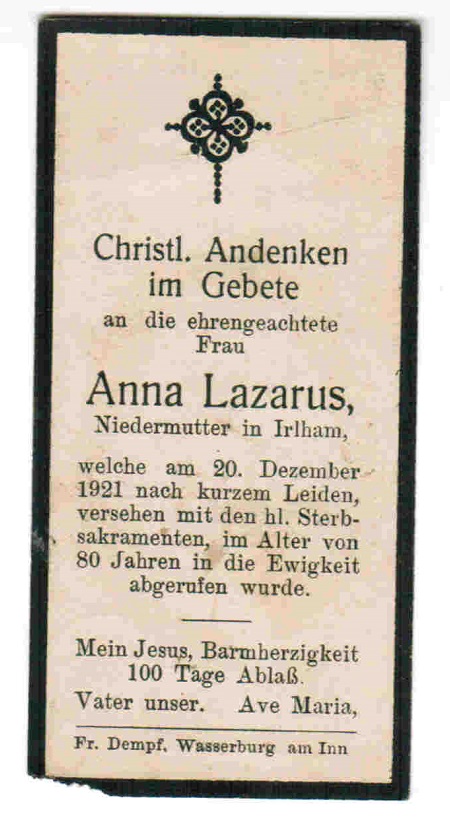 Christl. Andenken
im Gebete
an die ehrengeachtete
Frau
Anna Lazarus,
Niedermutter in Irlham,
welche am 20. Dezember
1921 nach kurzem Leiden,
versehen mit den hl. Sterb-
sakramenten, im Alter von
80 Jahren in die Ewigkeit
abgerufen wurde.
Mein Jesus, Barmherzigkeit
100 Tage Ablaß.
Vater unser. Ave Maria,
Fr. Dempf, Wasserburg am Inn